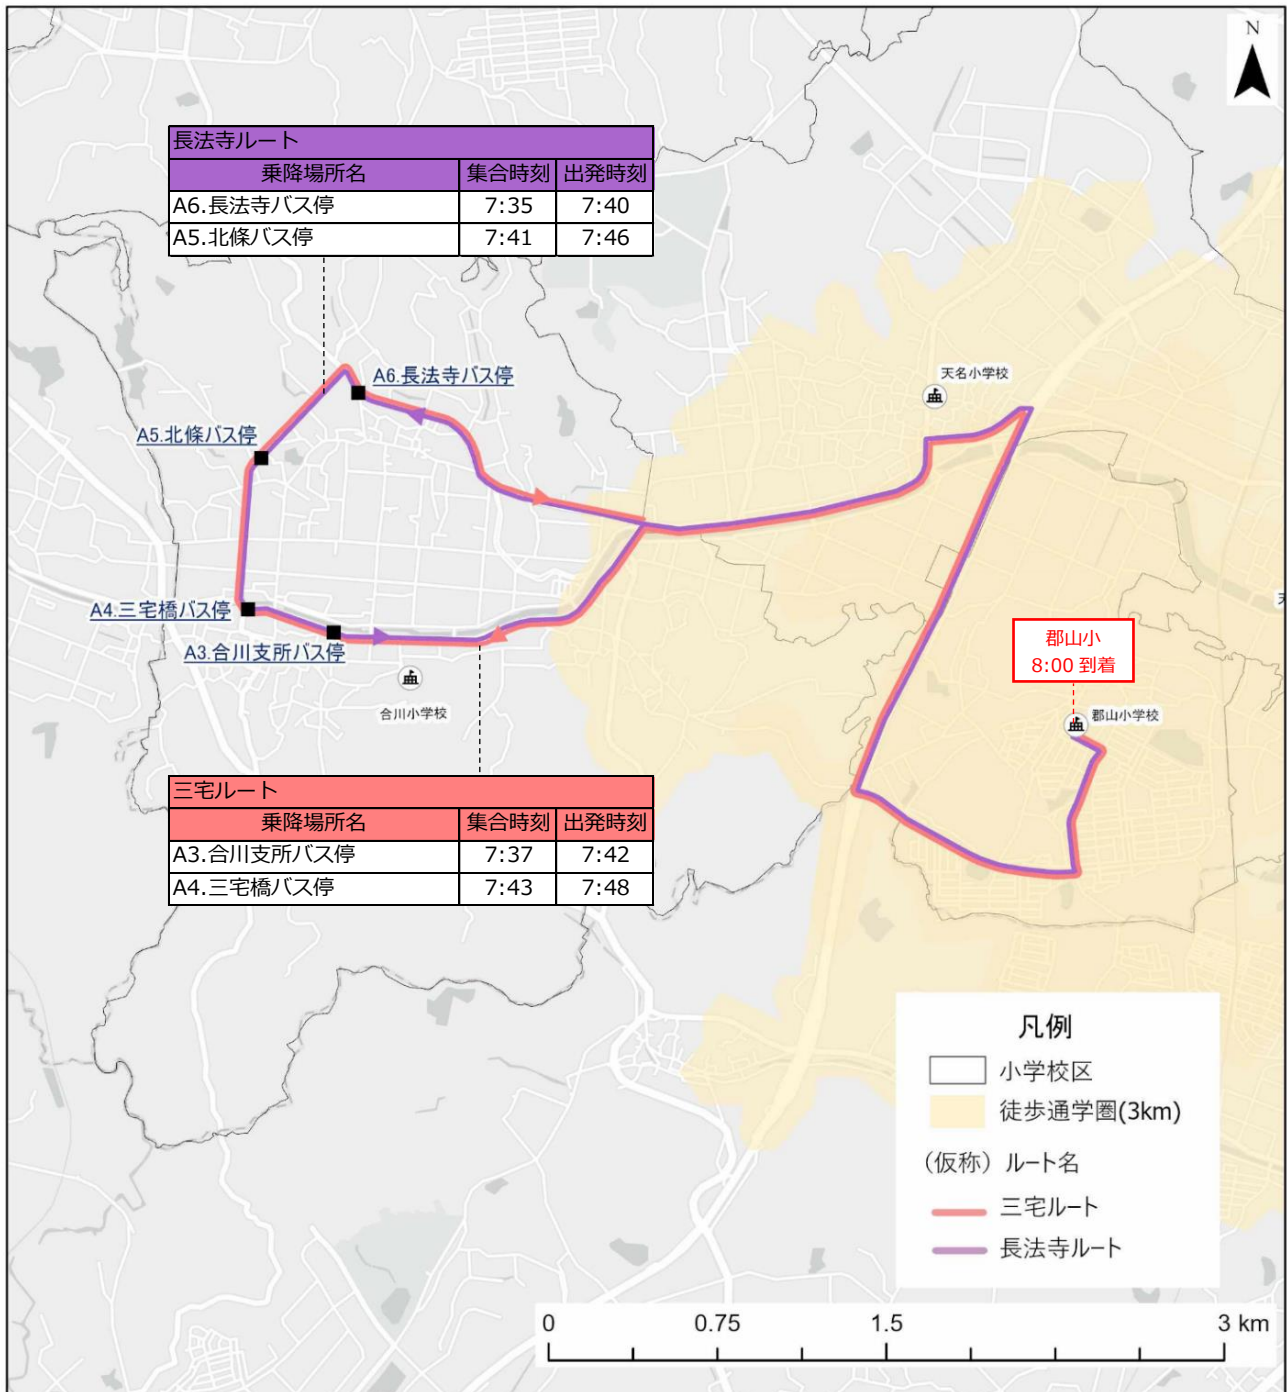 N
長法寺ルート
乗降場所名 集合時刻 出発時刻
A6.長法寺バス停 7:35 7:40
A5.北條バス停 7:41 7:46
A6.長法寺バス停
天名小学校
A5.北條バス停
A4.三宅橋バス停
A3.合川支所バス停
合川小学校
郡山小
8:00 到着
郡山小学校
三宅ルート
乗降場所名 集合時刻 出発時刻
A3.合川支所バス停 7:37 7:42
A4.三宅橋バス停 7:43 7:48
凡例
小学校区
徒歩通学圏(3km)
(仮称) ルート名
三宅ルート
長法寺ルート
0 0.75 1.5 3 km